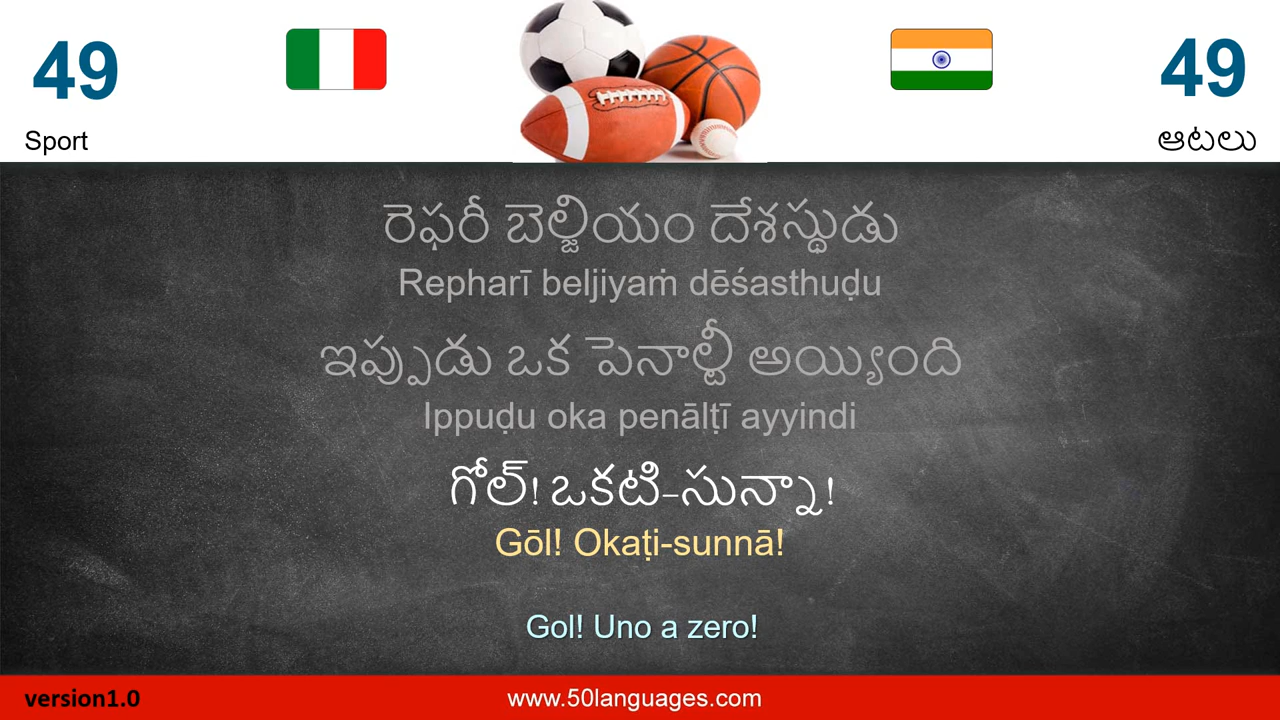 49
49
Sport
ఆటలు
రెఫరీ బెల్జియం దేశస్థుడు
Repharī beljiyaṁ dēśasthuḍu
ఇప్పుడు ఒక పెనాల్టీ అయ్యింది
Ippuḍu oka penālṭī ayyindi
గోల్! ఒకటి-సున్నా!
Gōl! Okaṭi-sunnā!
Gol! Uno a zero!
version1.0
www.50languages.com